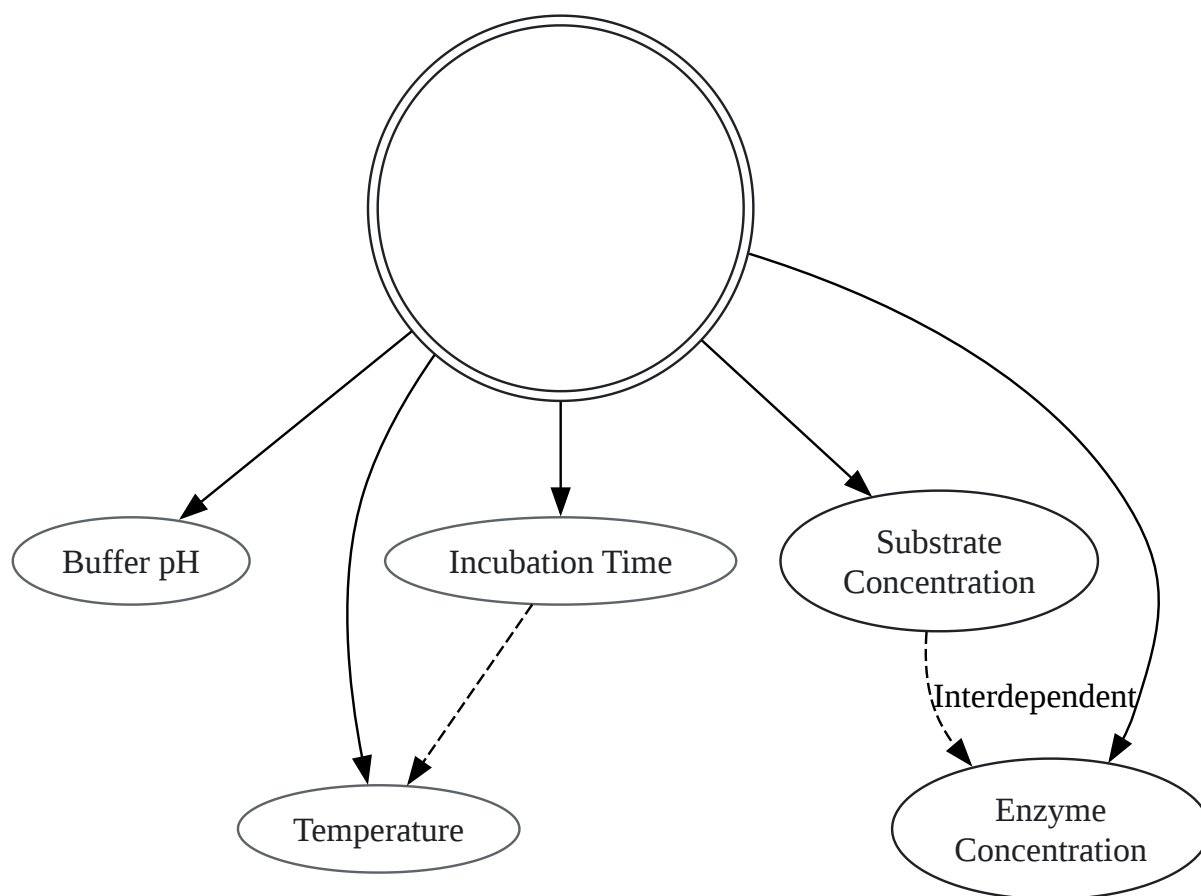 Buffer pH
Incubation Time
Substrate
Concentration
Interdependent
Temperature
Enzyme
Concentration